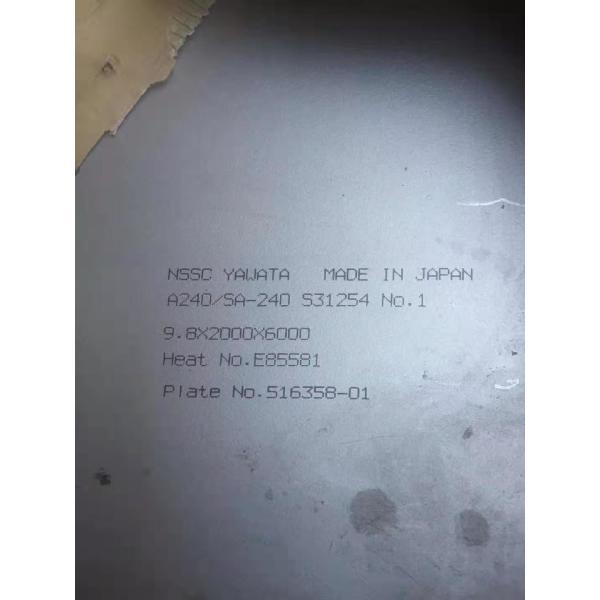 NSSC YAWATA MADE IN JAPAN
A240/SA-240 S31254 No.1
9.8X2000X6000
Heat No.E85581
Plate No.516358-01